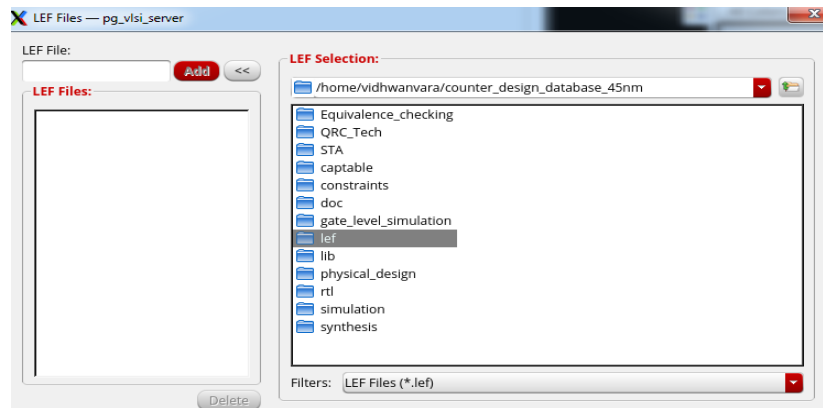 LEF Files — pg_vlsi_server
LEF File:
Add <<
LEF Files:
Delete
LEF Selection:
/home/vidhwanvara/counter_design_database_45nm
Equivalence_checking
QRC_Tech
STA
captable
constraints
doc
gate_level_simulation
lef
lib
physical_design
rtl
simulation
synthesis
Filters: LEF Files (*.lef)